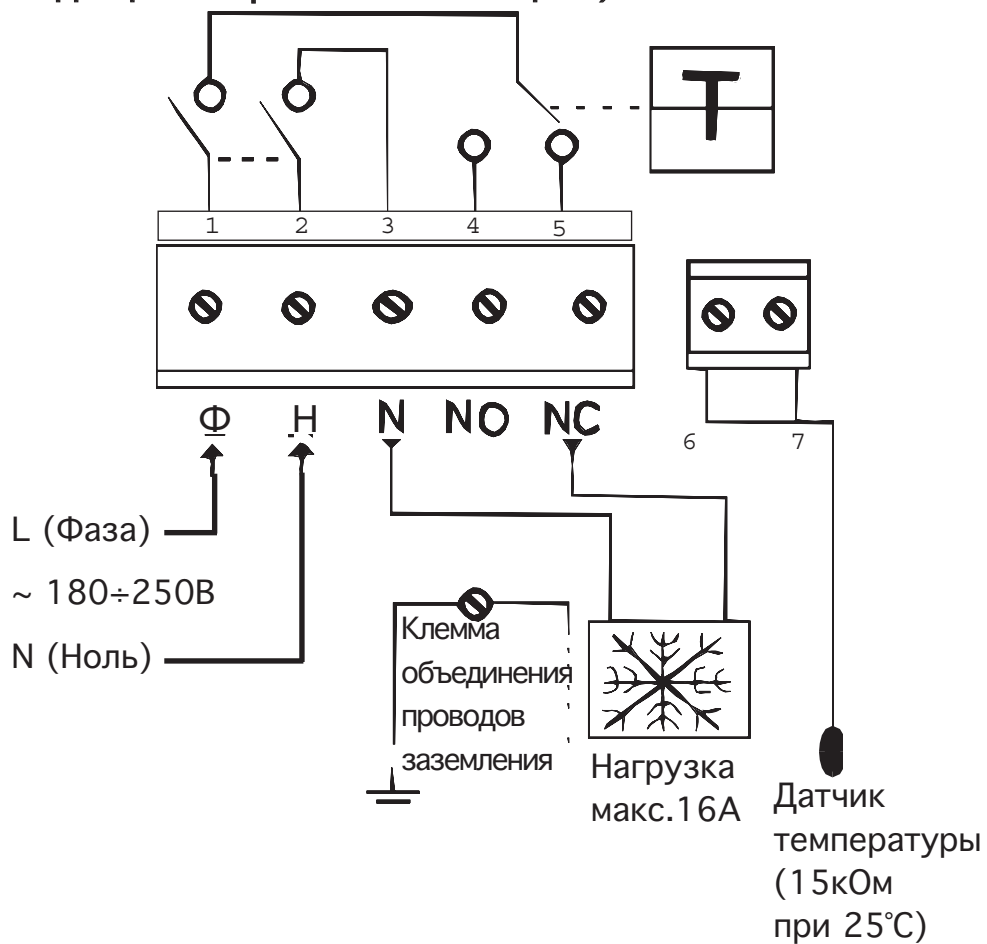 T
1 2 3 4 5
Ф Н N NO NC
6 7
L (Фаза)
~ 180÷250В
N (Ноль)
Клемма
объединения
проводов
заземления
Нагрузка
макс.16А
Датчик
температуры
(15кОм
при 25°C)